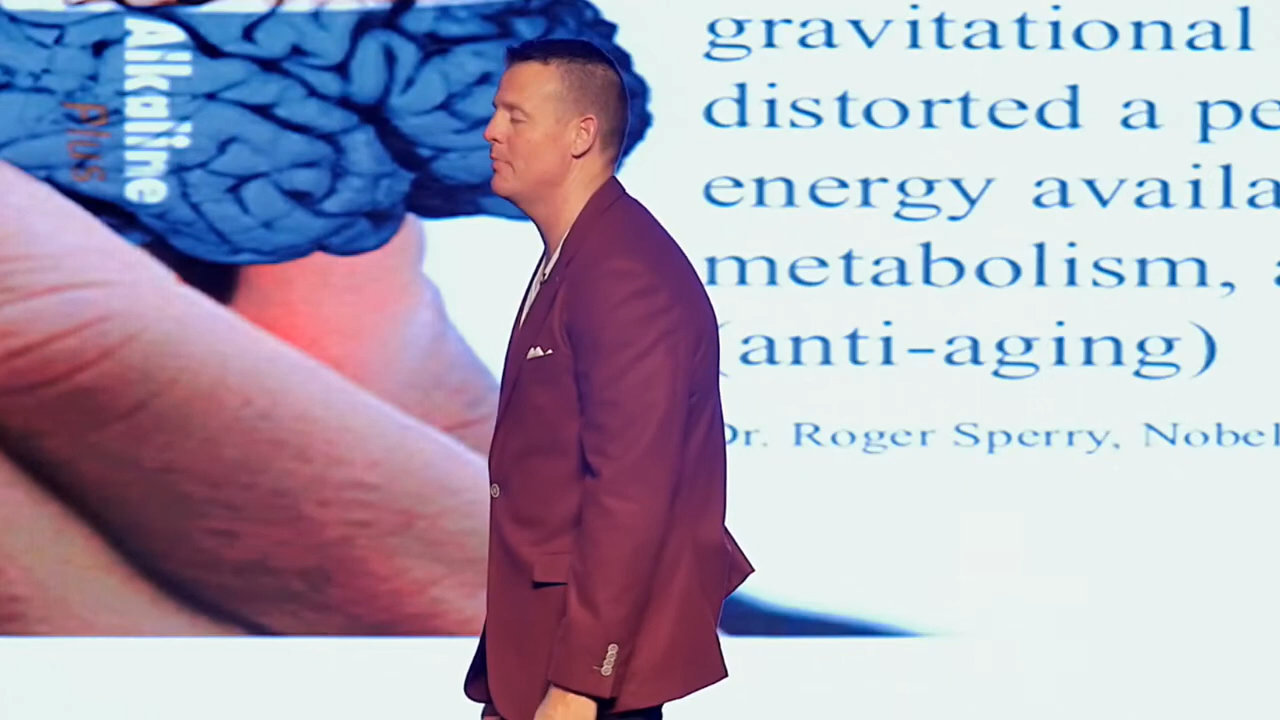 Alkaline
Plus
gravitational
distorted a pe
energy availa
metabolism,
(anti-aging)
Dr. Roger Sperry, Nobel